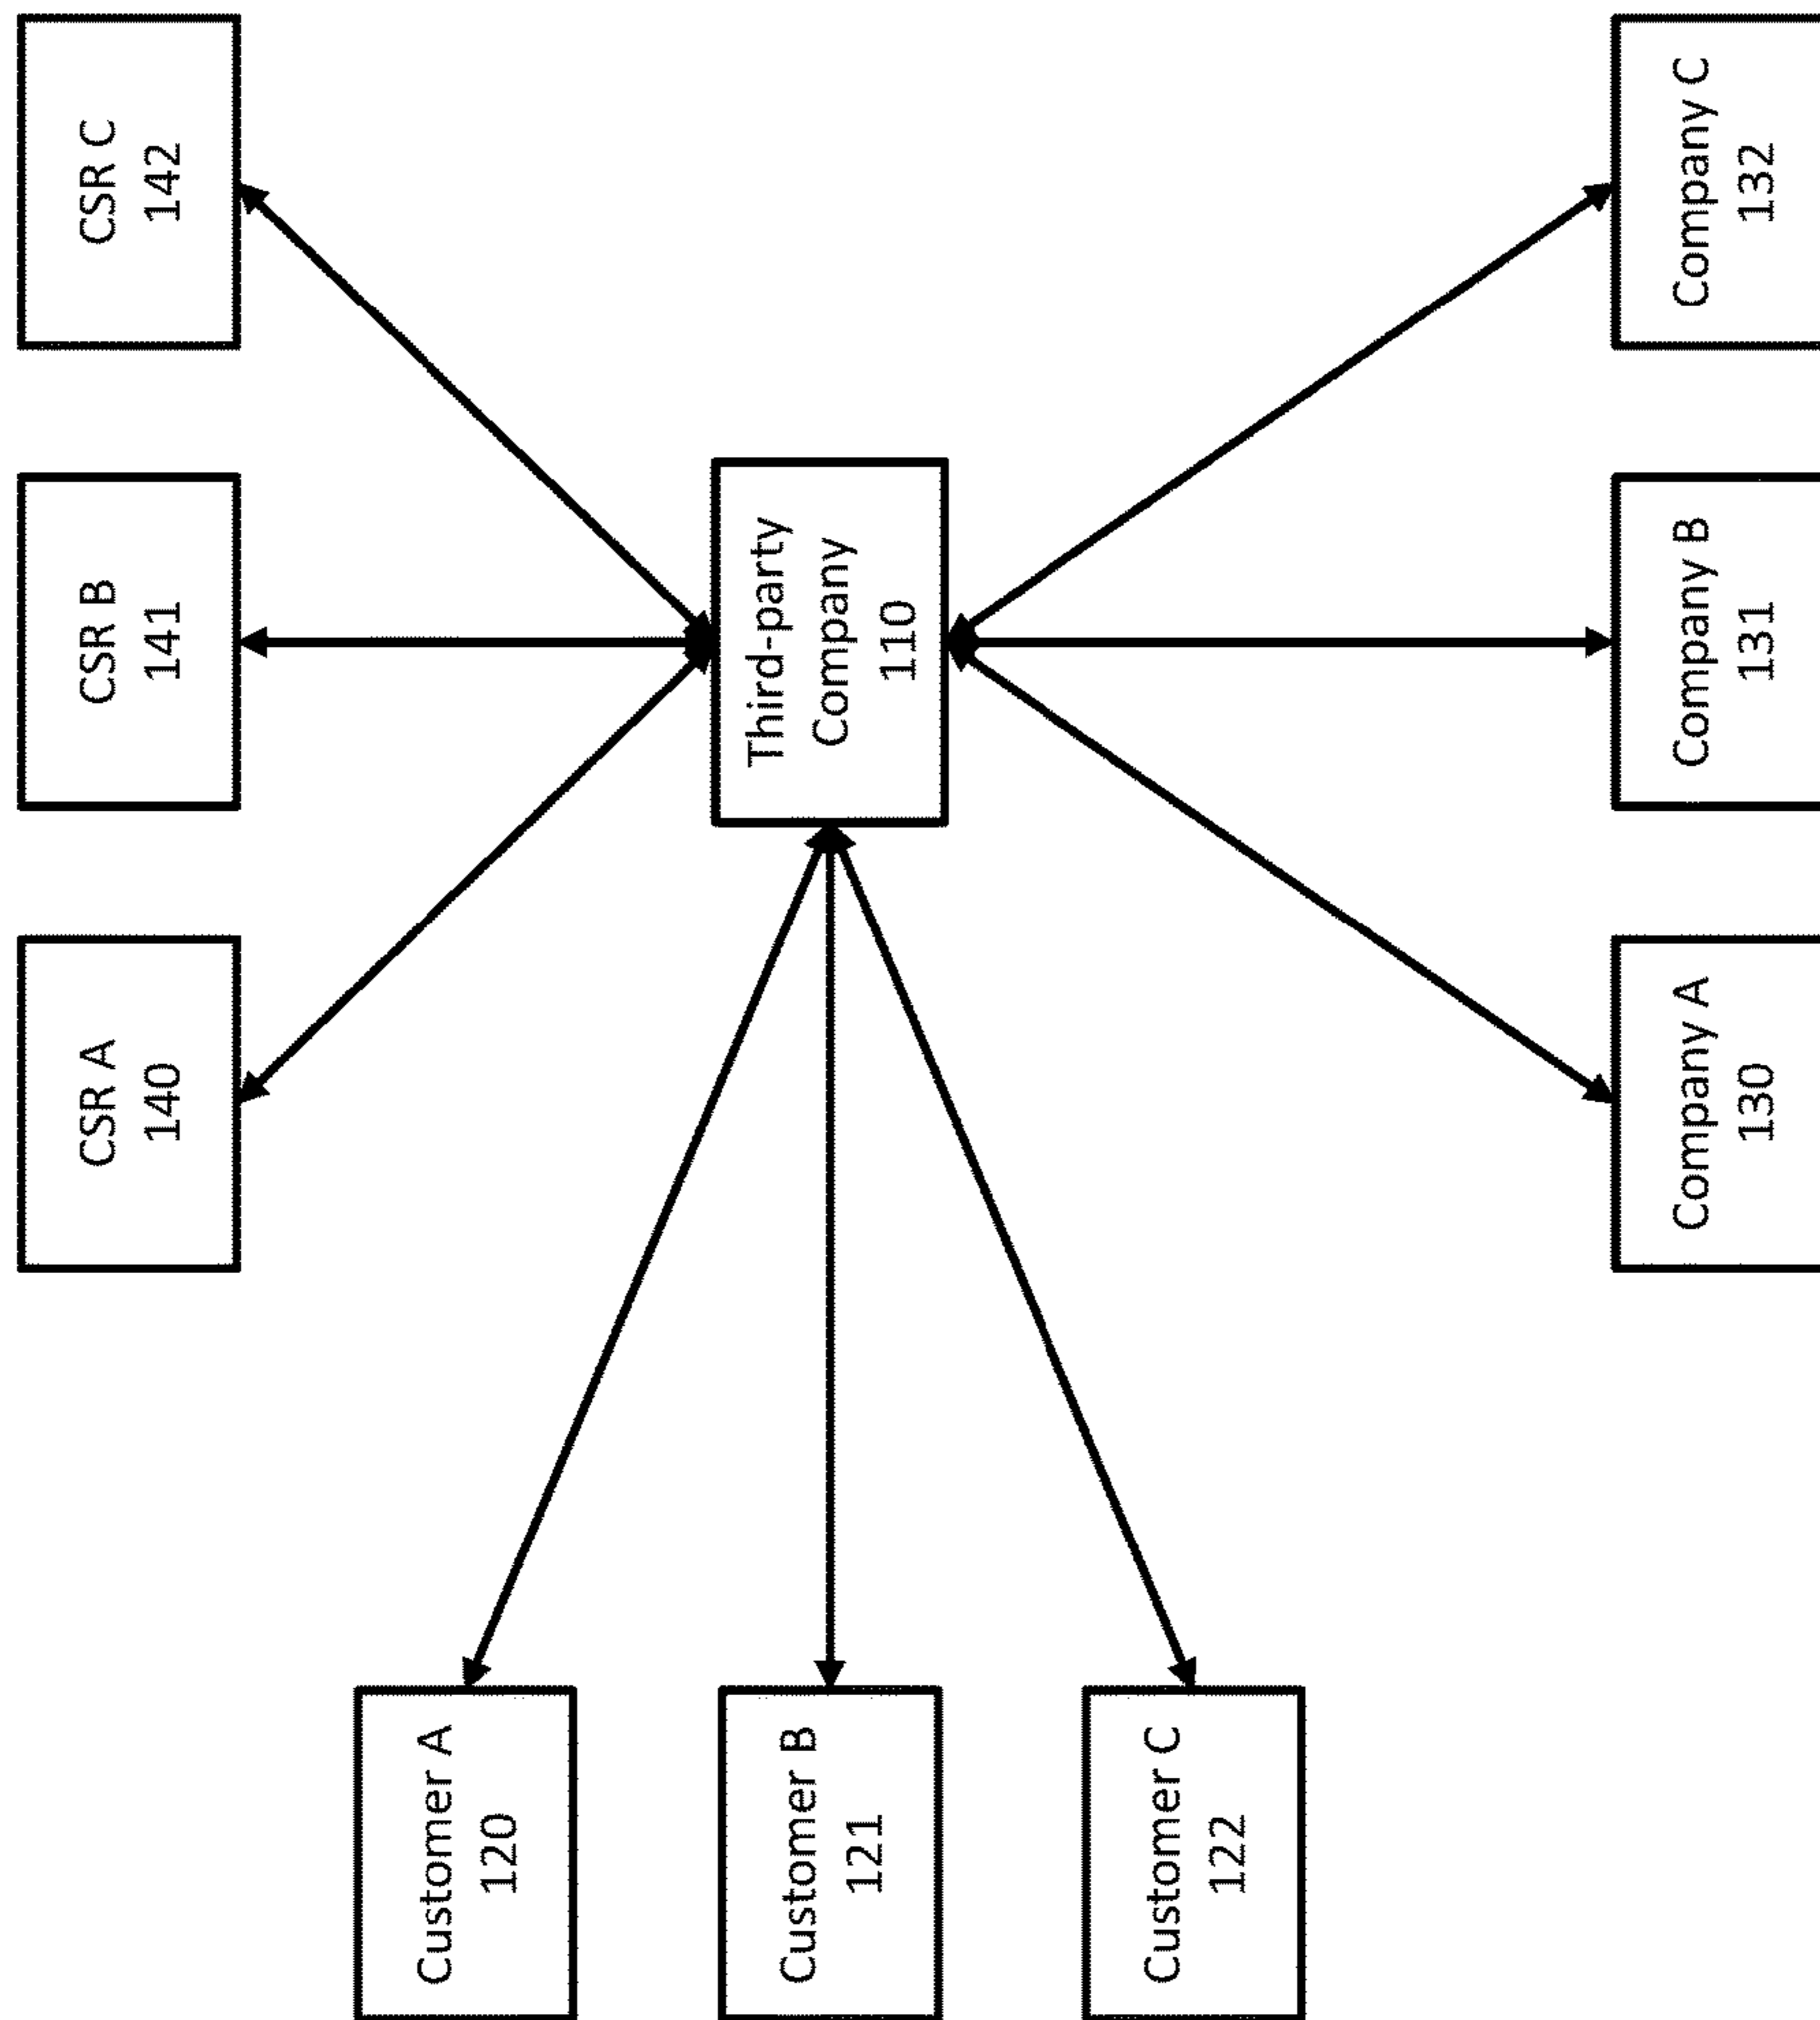 CSR A
140
CSR B
141
CSR C
142
Customer A
120
Customer B
121
Customer C
122
Third-party
Company
110
Company A
130
Company B
131
Company C
132